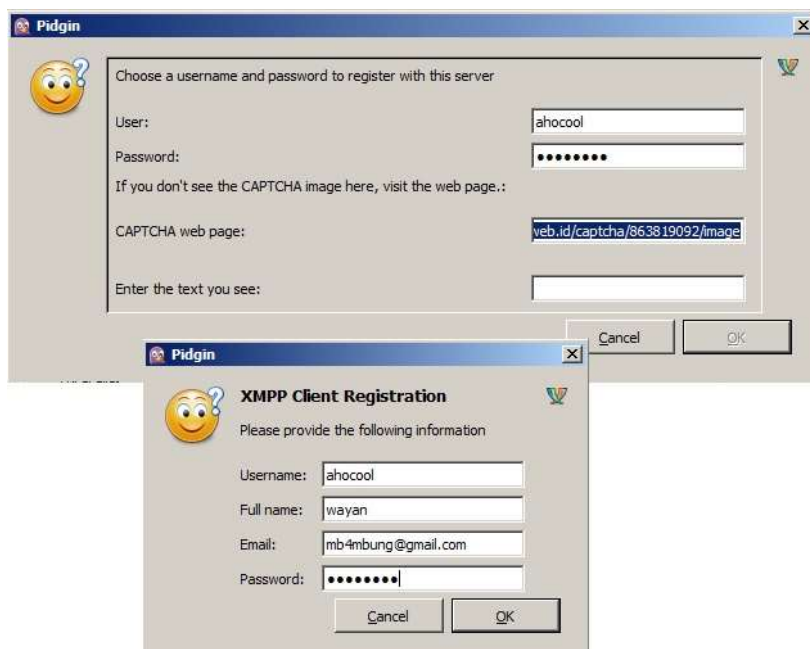 Pidgin
Choose a username and password to register with this server
User: ahocool
Password: ●●●●●●●●
If you don't see the CAPTCHA image here, visit the web page.:
CAPTCHA web page: veb.id/captcha/863819092/image
Enter the text you see:
Cancel OK
Pidgin
XMPP Client Registration
Please provide the following information
Username: ahocool
Full name: wayan
Email: mb4mbung@gmail.com
Password: ●●●●●●●●
Cancel OK